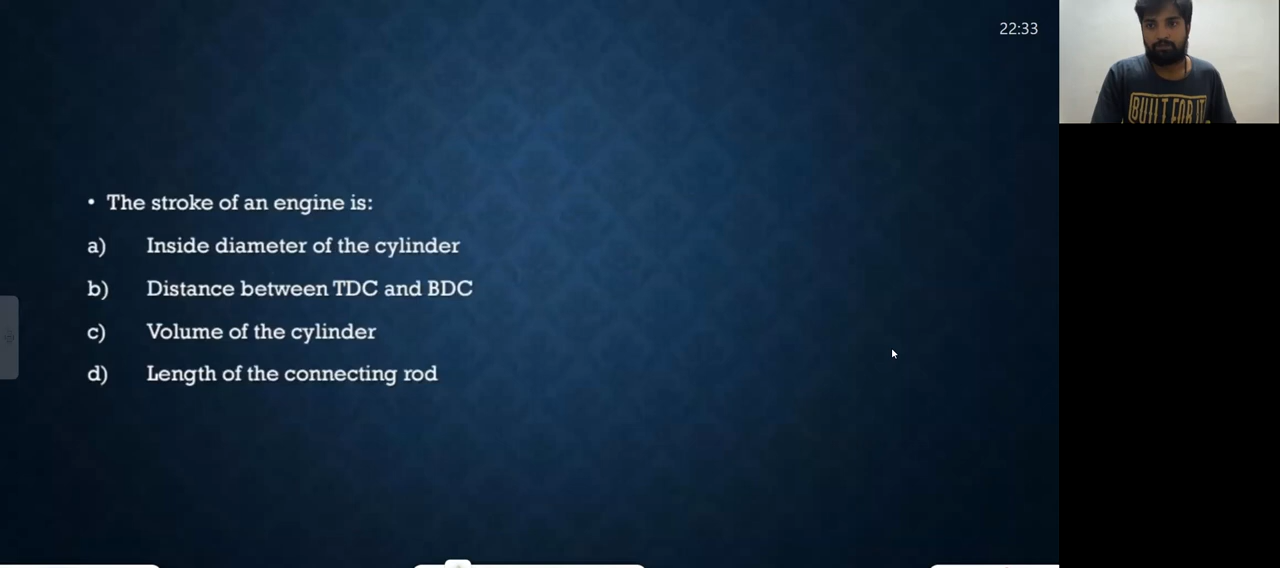 22:33
BUILT FOR IT
• The stroke of an engine is:
a) Inside diameter of the cylinder
b) Distance between TDC and BDC
c) Volume of the cylinder
d) Length of the connecting rod